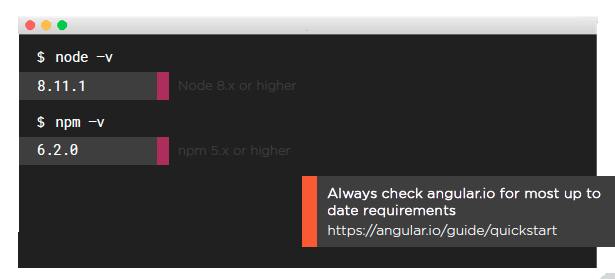 $ node –v
8.11.1
Node 8.x or higher
$ npm –v
6.2.0
npm 5.x or higher
Always check angular.io for most up to
date requirements
https://angular.io/guide/quickstart